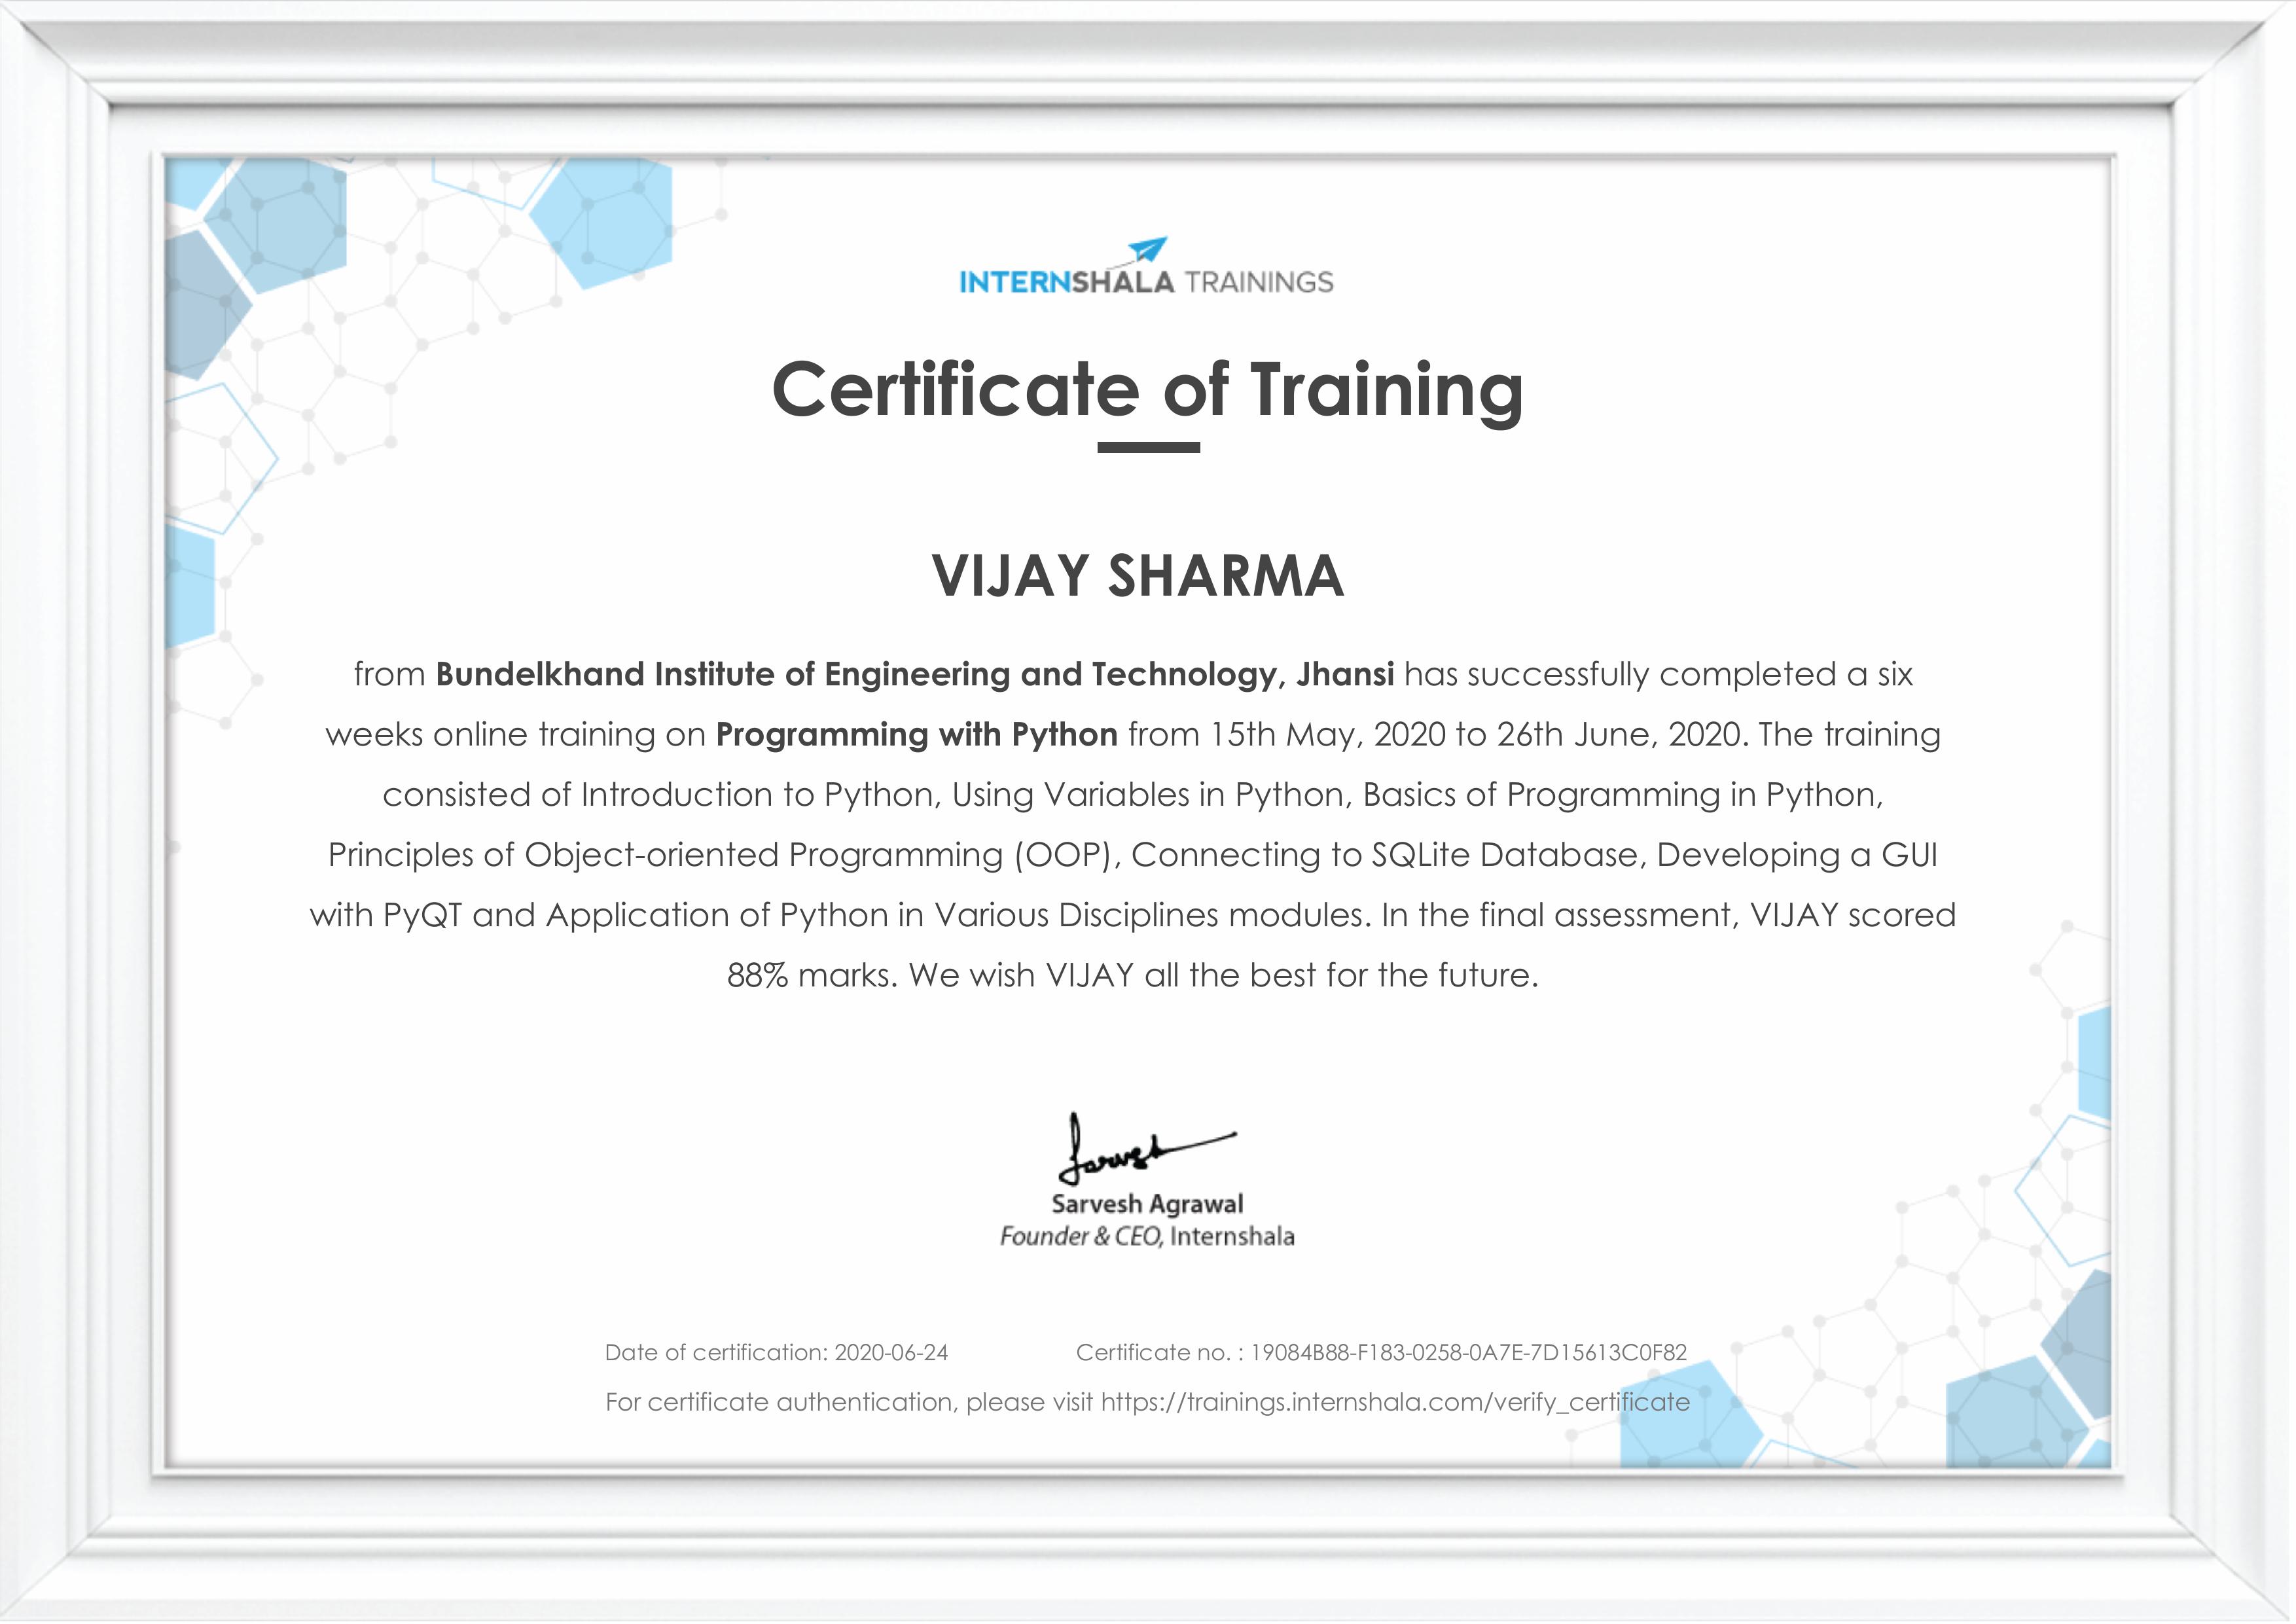 INTERNSHALA TRAININGS
Certificate of Training
VIJAY SHARMA
from Bundelkhand Institute of Engineering and Technology, Jhansi has successfully completed a six
weeks online training on Programming with Python from 15th May, 2020 to 26th June, 2020. The training
consisted of Introduction to Python, Using Variables in Python, Basics of Programming in Python,
Principles of Object-oriented Programming (OOP), Connecting to SQLite Database, Developing a GUI
with PyQT and Application of Python in Various Disciplines modules. In the final assessment, VIJAY scored
88% marks. We wish VIJAY all the best for the future.
Sarvesh
Sarvesh Agrawal
Founder & CEO, Internshala
Date of certification: 2020-06-24 Certificate no. : 19084B88-F183-0258-0A7E-7D15613C0F82
For certificate authentication, please visit https://trainings.internshala.com/verify_certificate